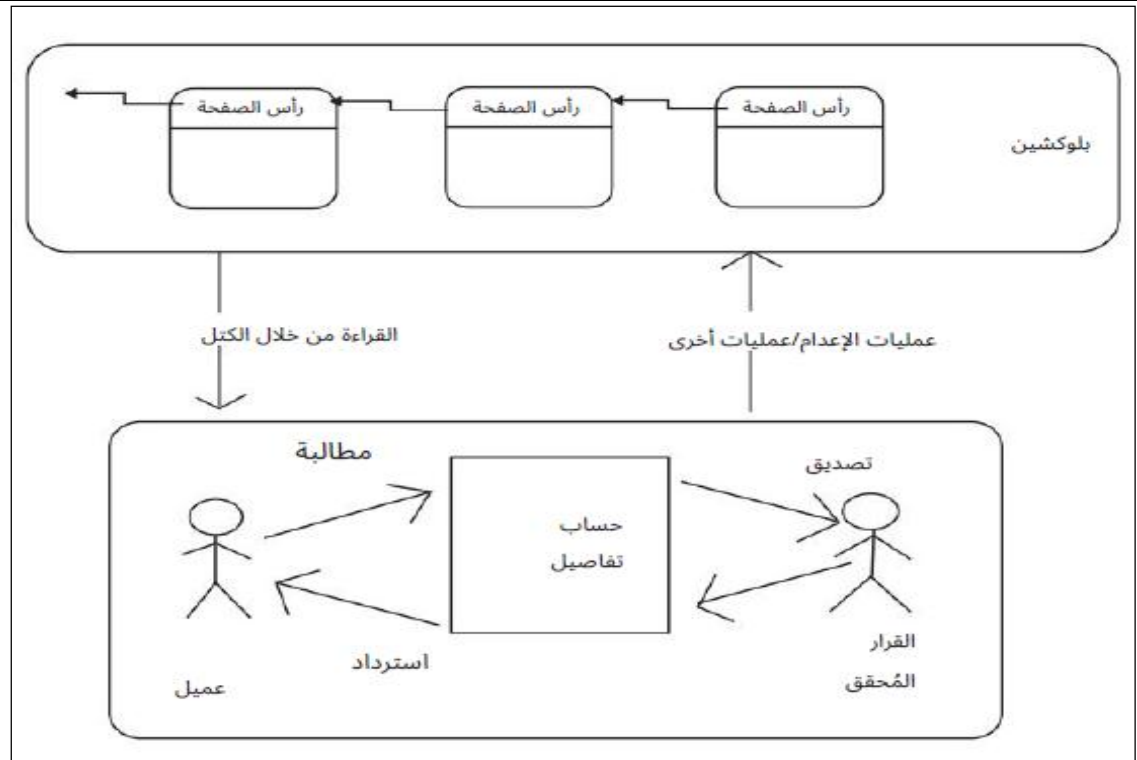 رأس الصفحة
رأس الصفحة
رأس الصفحة
بلوكشين
القراءة من خلال الكتل
عمليات الإعدام/عمليات أخرى
مطالبة
تصديق
حساب
تفاصيل
القرار
المُحقق
استرداد
عميل